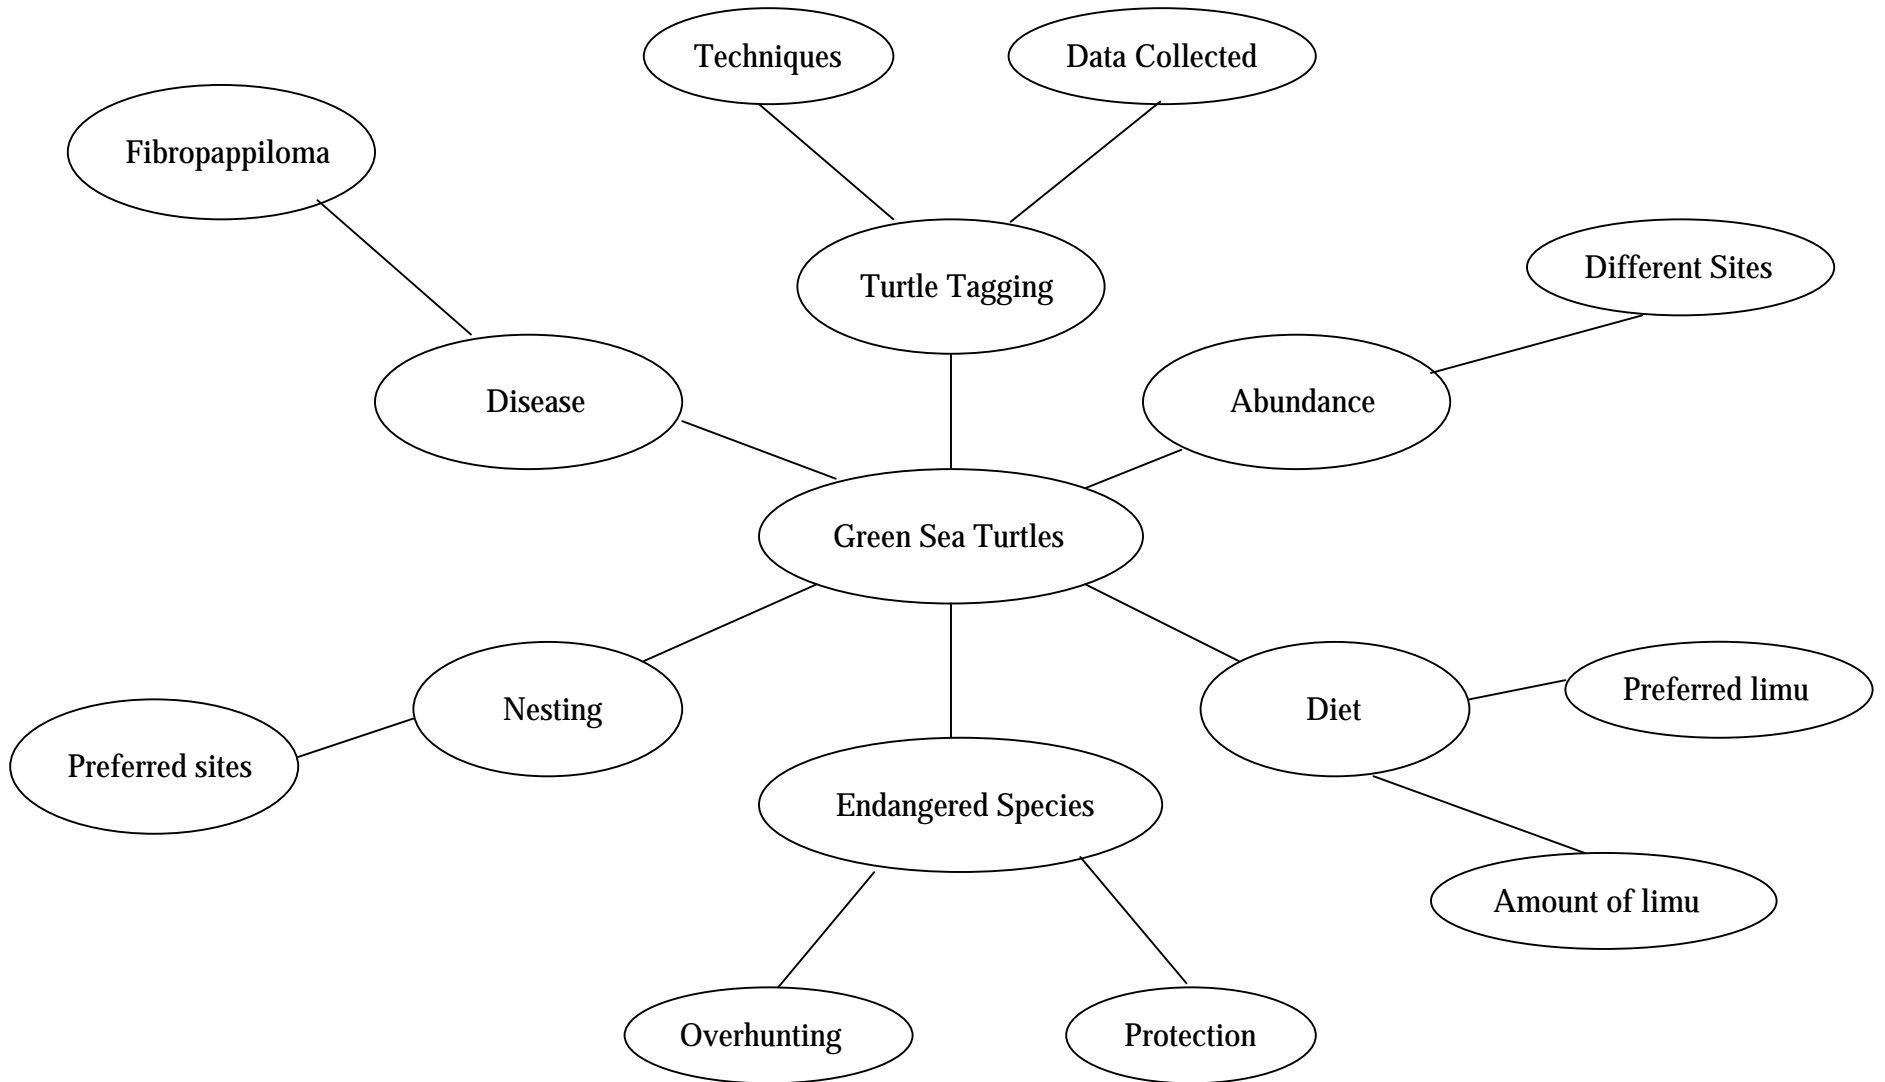 Techniques
Data Collected
Fibropappiloma
Different Sites
Turtle Tagging
Disease
Abundance
Green Sea Turtles
Preferred limu
Nesting
Diet
Preferred sites
Endangered Species
Amount of limu
Overhunting
Protection